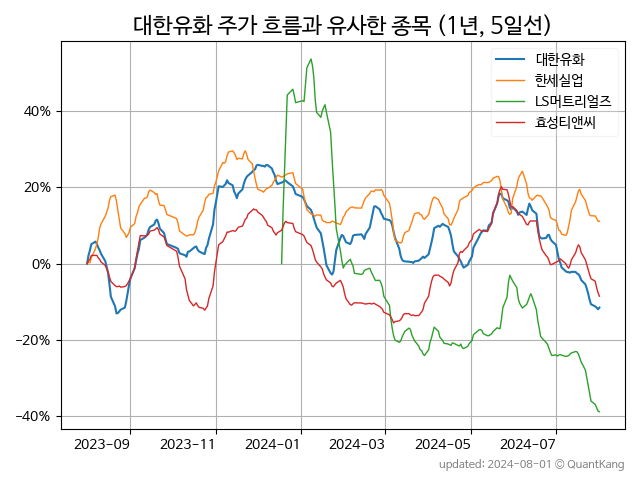 대한유화 주가 흐름과 유사한 종목 (1년, 5일선)
대한유화
한세실업
LS머트리얼즈
효성티앤씨
40%
20%
0%
−20%
−40%
2023-09
2023-11
2024-01
2024-03
2024-05
2024-07
updated: 2024-08-01 © QuantKang